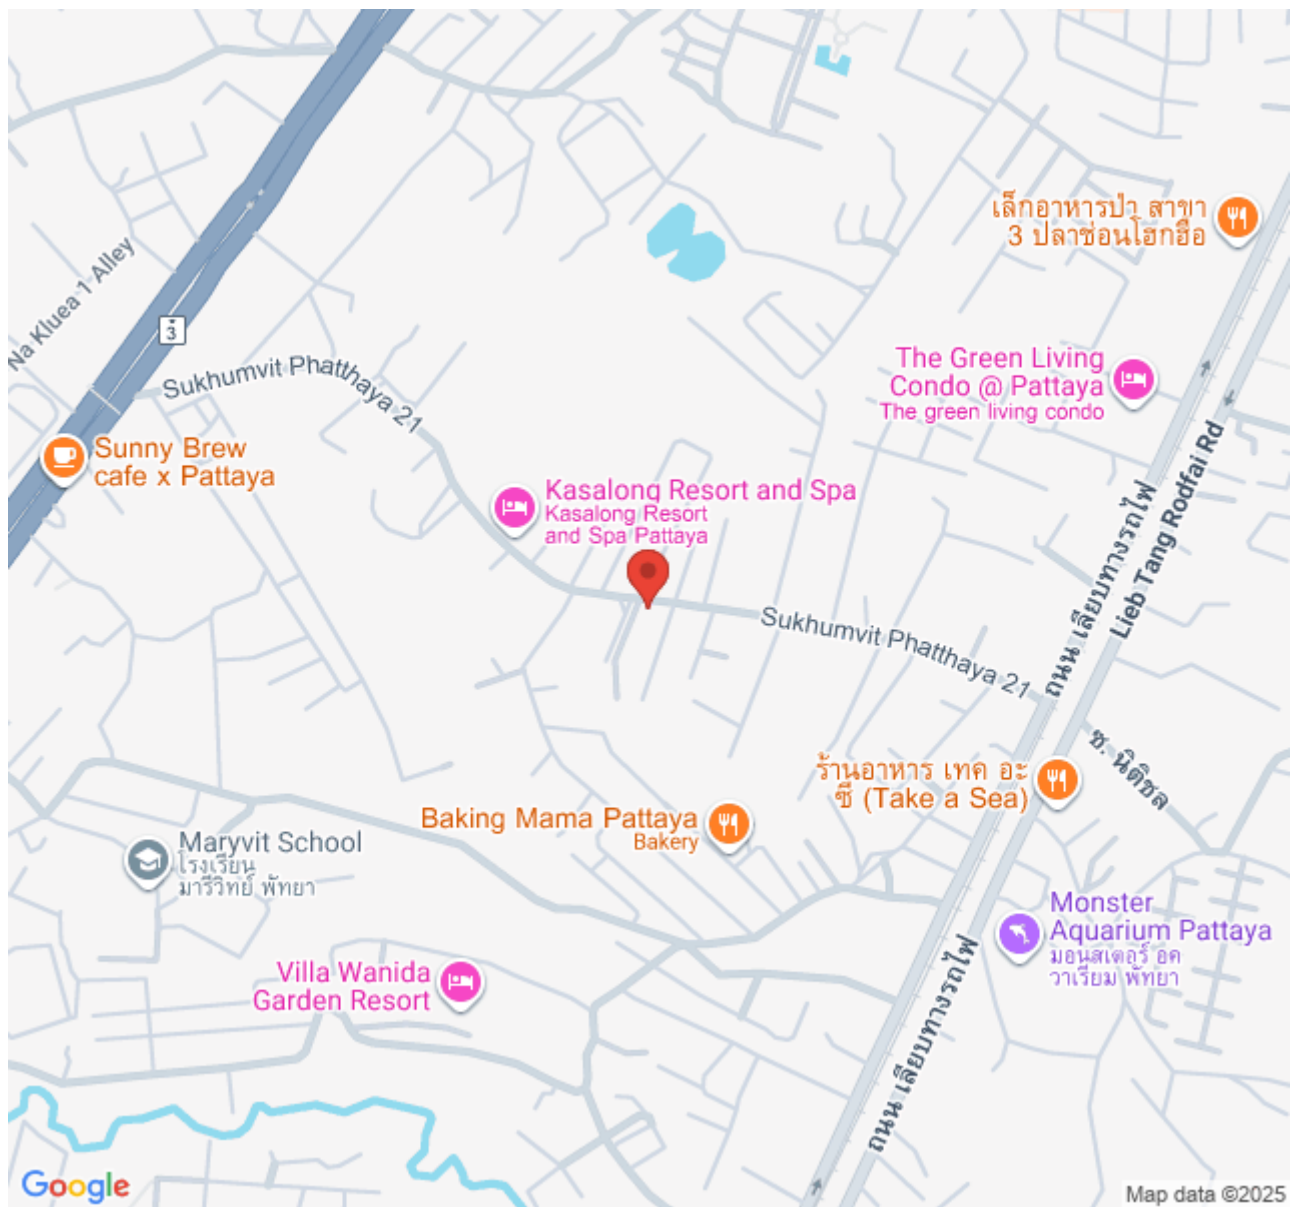 เล็กอาหารป่า สาขา
3 ปลาช่อนโฮกฮือ
Na Kluea 1 Alley
3
The Green Living
Condo @ Pattaya
The green living condo
Sukhumvit Phatthaya 21
Sunny Brew
cafe x Pattaya
Lieb Tang Rodfai Rd
Kasalong Resort and Spa
Kasalong Resort
and Spa Pattaya
ถนน เลียบทางรถไฟ
Sukhumvit Phatthaya 21
ซ. นิติชล
ร้านอาหาร เทค อะ
ซี (Take a Sea)
Baking Mama Pattaya
Bakery
Maryvit School
โรงเรียน
มารีวิทย์ พัทยา
Monster
Aquarium Pattaya
มอนสเตอร์ อค
วาเรียม พัทยา
Villa Wanida
Garden Resort
ถนน เลียบทางรถไฟ
Google
Map data ©2025